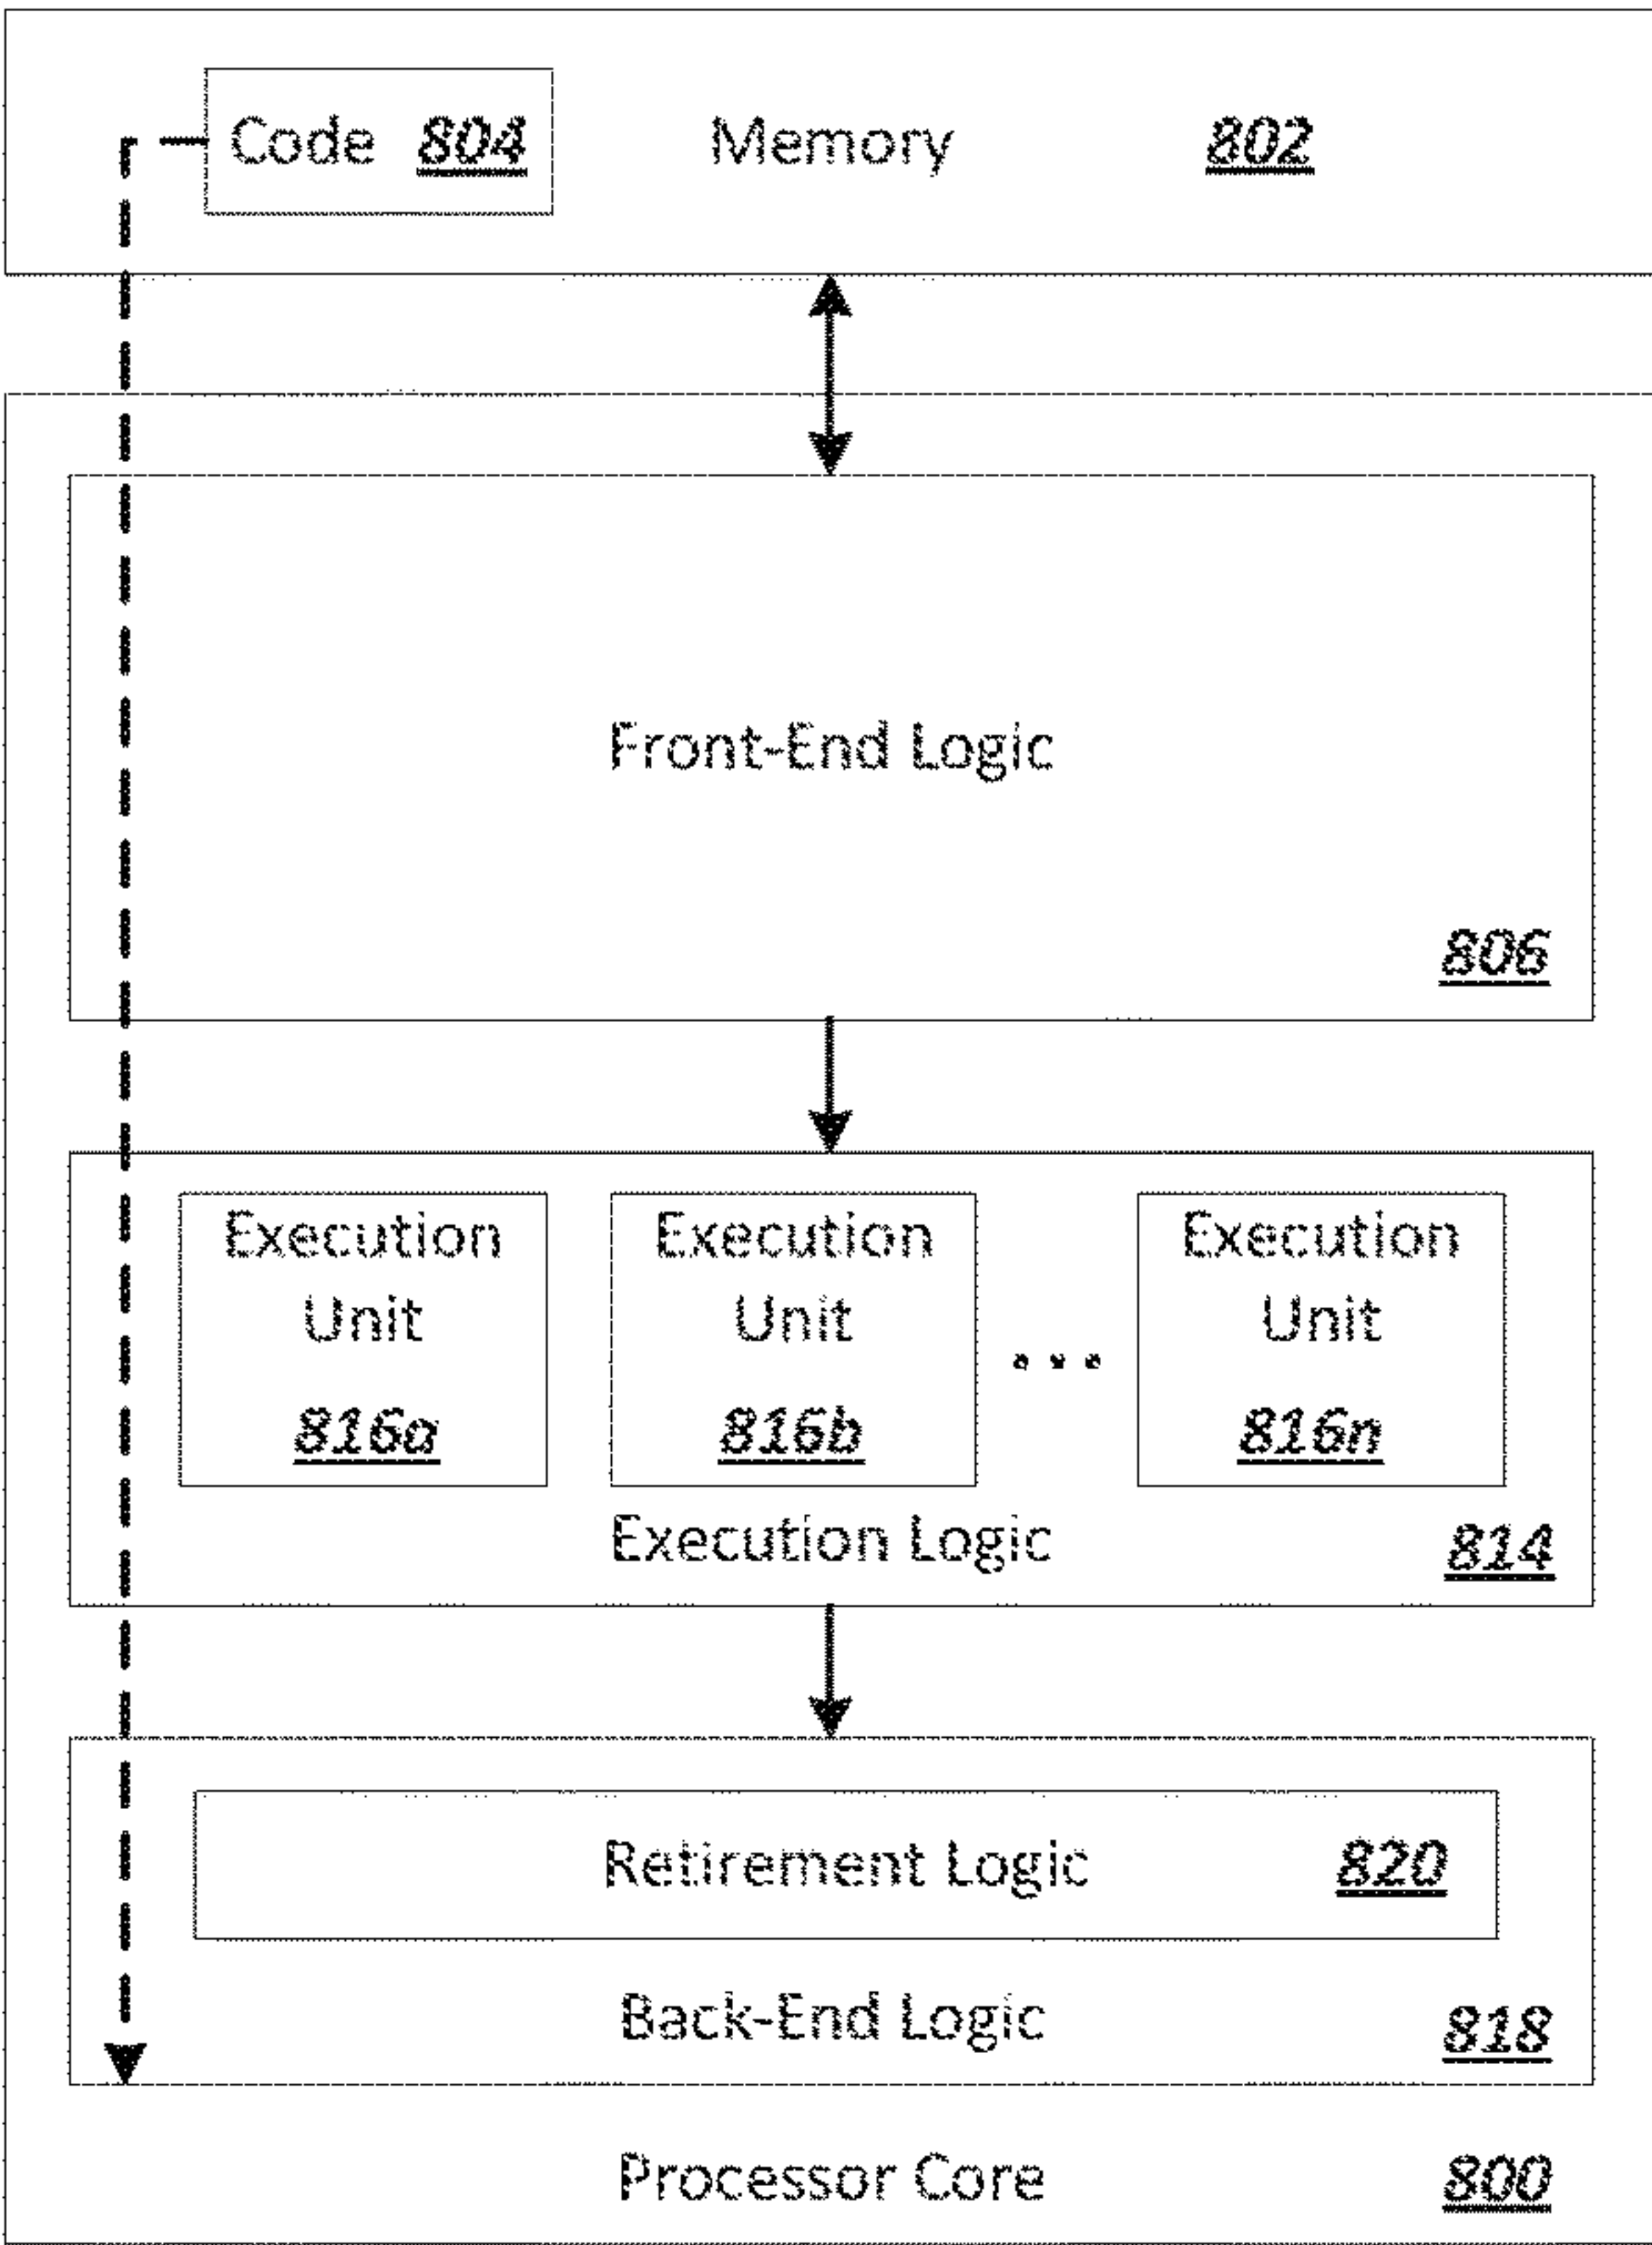 Code 804 Memory 802
Front-End Logic
806
Execution Execution Execution
Unit Unit Unit
...
816a 816b 816n
Execution Logic 814
Retirement Logic 820
Back-End Logic 818
Processor Core 800